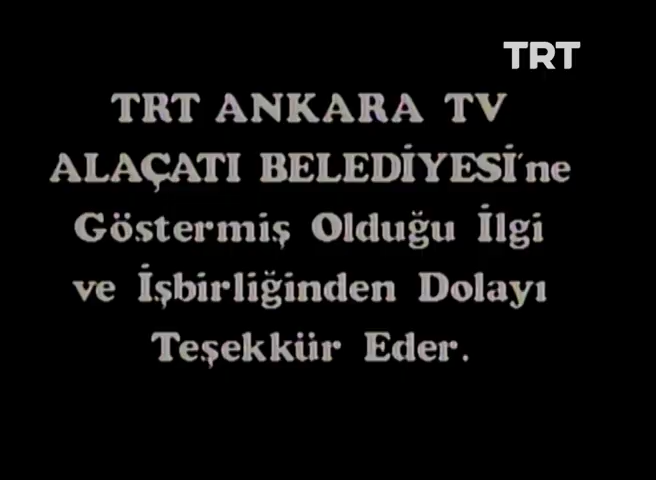 TRT
TRT ANKARA TV
ALAÇATI BELEDİYESİ'ne
Göstermiş Olduğu İlgi
ve İşbirliğinden Dolayı
Teşekkür Eder.